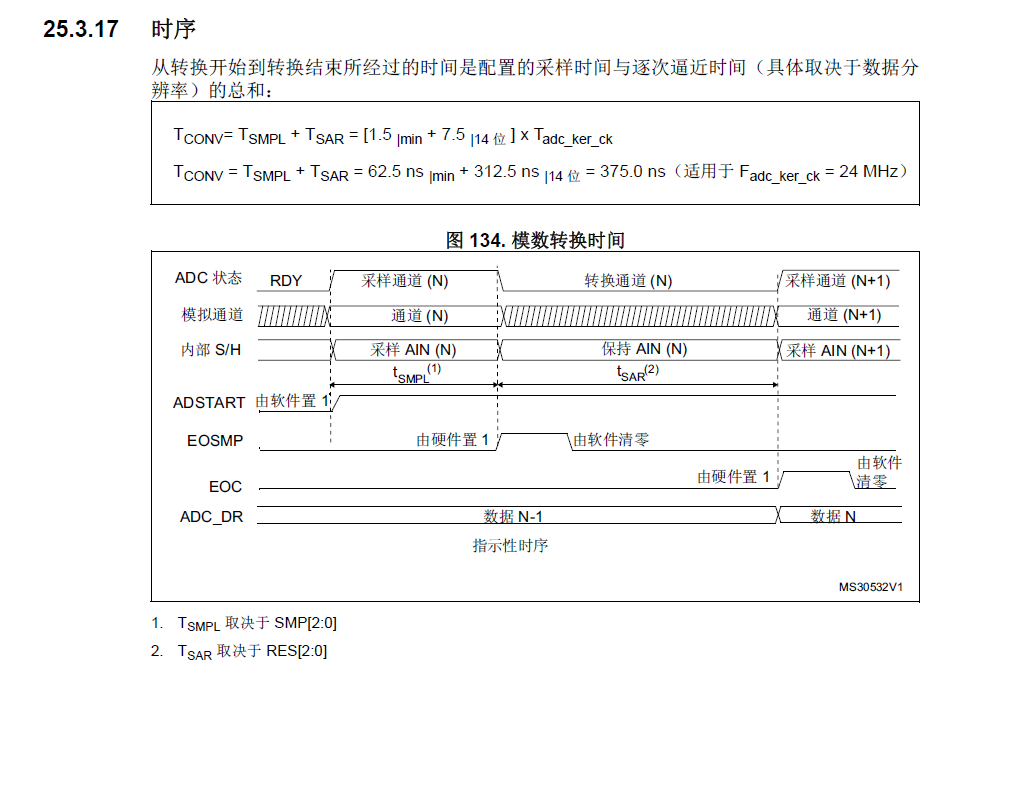 25.3.17 时序
从转换开始到转换结束所经过的时间是配置的采样时间与逐次逼近时间（具体取决于数据分
辨率）的总和：
TCONV= TSMPL + TSAR = [1.5 |min + 7.5 |14 位 ] x Tadc_ker_ck
TCONV = TSMPL + TSAR = 62.5 ns |min + 312.5 ns |14 位 = 375.0 ns（适用于 Fadc_ker_ck = 24 MHz）
图 134. 模数转换时间
ADC 状态 RDY 采样通道 (N) 转换通道 (N) 采样通道 (N+1)
模拟通道 通道 (N) 通道 (N+1)
内部 S/H 采样 AIN (N) 保持 AIN (N) 采样 AIN (N+1)
tSMPL(1) tSAR(2)
ADSTART 由软件置 1
EOSMP 由硬件置 1 由软件清零
EOC 由硬件置 1 由软件
清零
ADC_DR 数据 N-1 数据 N
指示性时序
MS30532V1
1. TSMPL 取决于 SMP[2:0]
2. TSAR 取决于 RES[2:0]